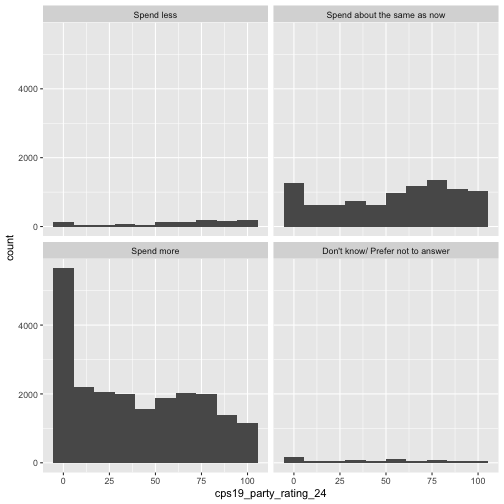 Spend less
Spend about the same as now
4000
2000
0
count
Spend more
Don't know/ Prefer not to answer
4000
2000
0
0
25
50
75
100
0
25
50
75
100
cps19_party_rating_24